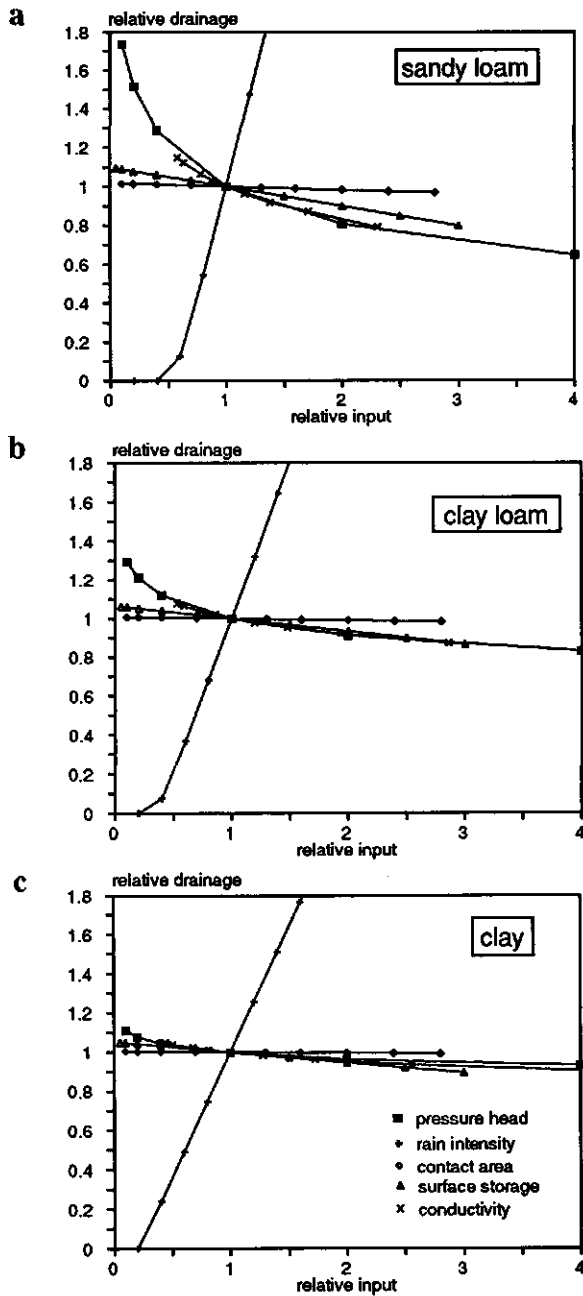 a
relative drainage
1.8
sandy loam
1.6
1.4
1.2
1
0.8
0.6
0.4
0.2
0
0 1 2 3 4
relative input
b
relative drainage
1.8
clay loam
1.6
1.4
1.2
1
0.8
0.6
0.4
0.2
0
0 1 2 3 4
relative input
c
relative drainage
1.8
clay
1.6
1.4
1.2
1
0.8
0.6
0.4
0.2
0
pressure head
rain intensity
contact area
surface storage
conductivity
0 1 2 3 4
relative input